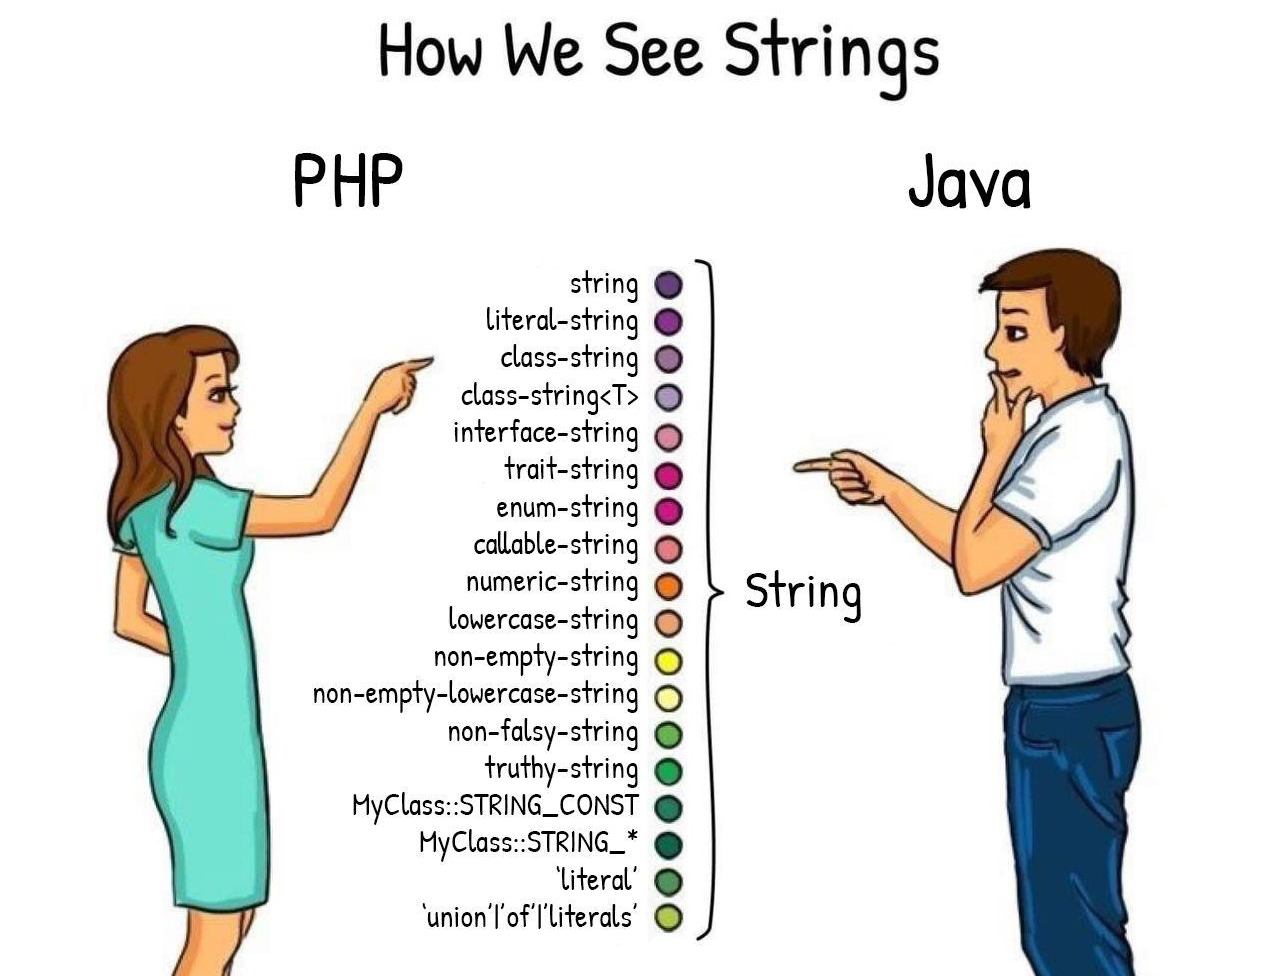 How We See Strings
PHP
Java
string
literal-string
class-string
class-string<T>
interface-string
trait-string
enum-string
callable-string
numeric-string
lowercase-string
non-empty-string
non-empty-lowercase-string
non-falsy-string
truthy-string
MyClass::STRING_CONST
MyClass::STRING_*
'literal'
'union'|'of'|'literals'
String